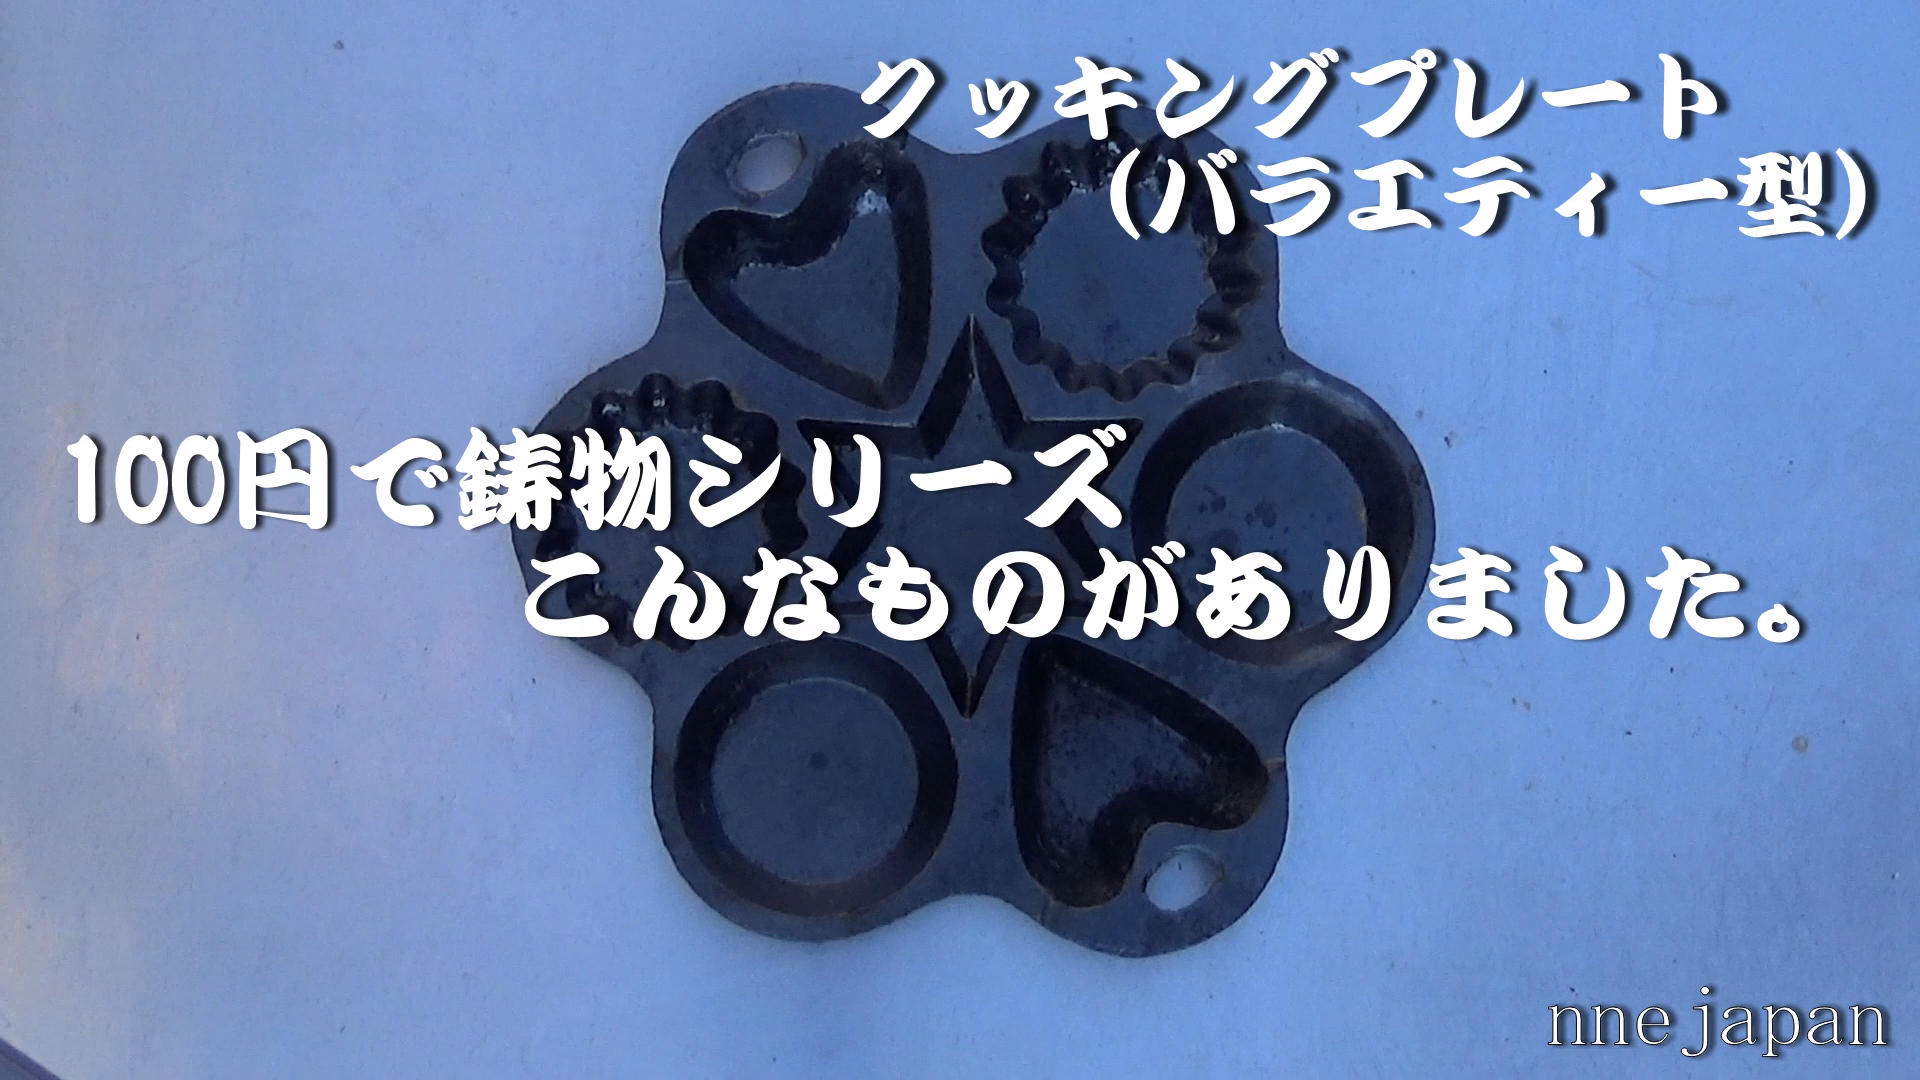 クッキングプレート
(バラエティー型)
100円で鋳物シリーズ
こんなものがありました。
nne japan